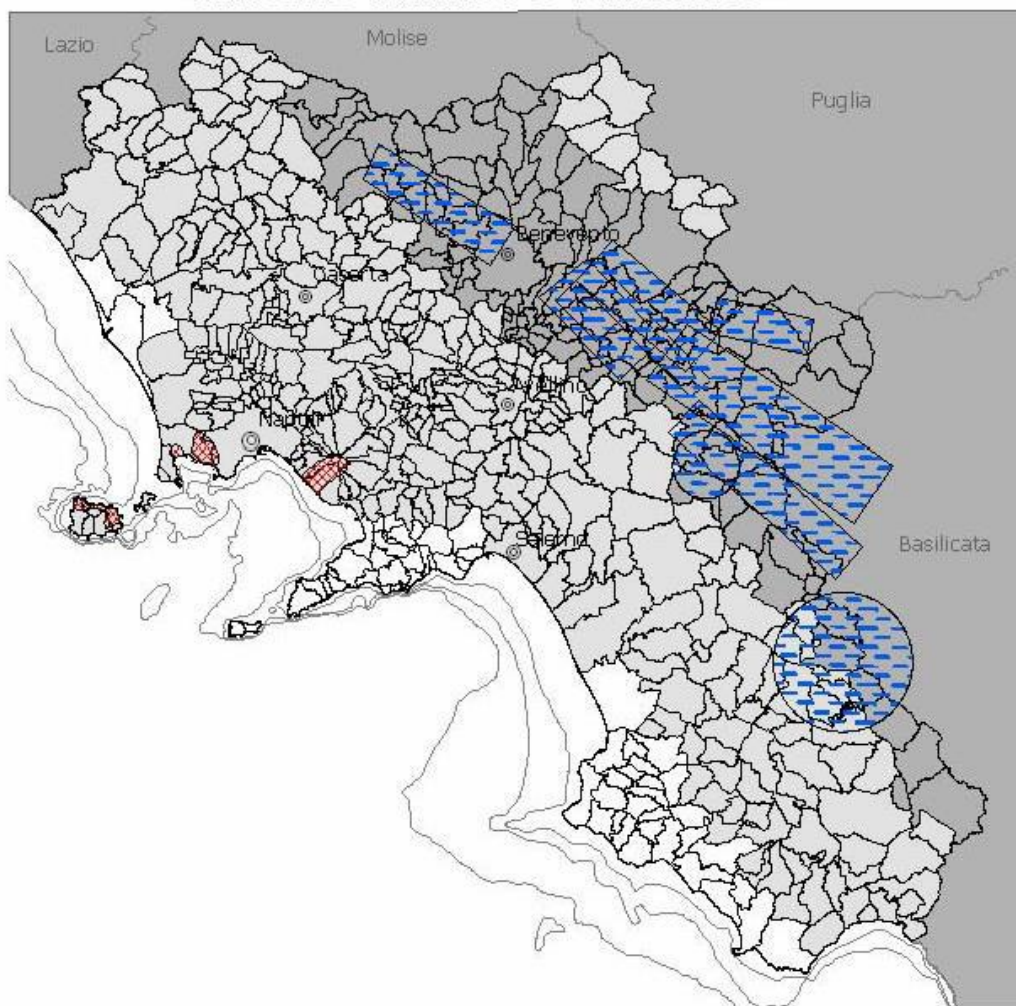 Lazio
Molise
Puglia
Benevento
Caserta
Avellino
Napoli
Salerno
Basilicata